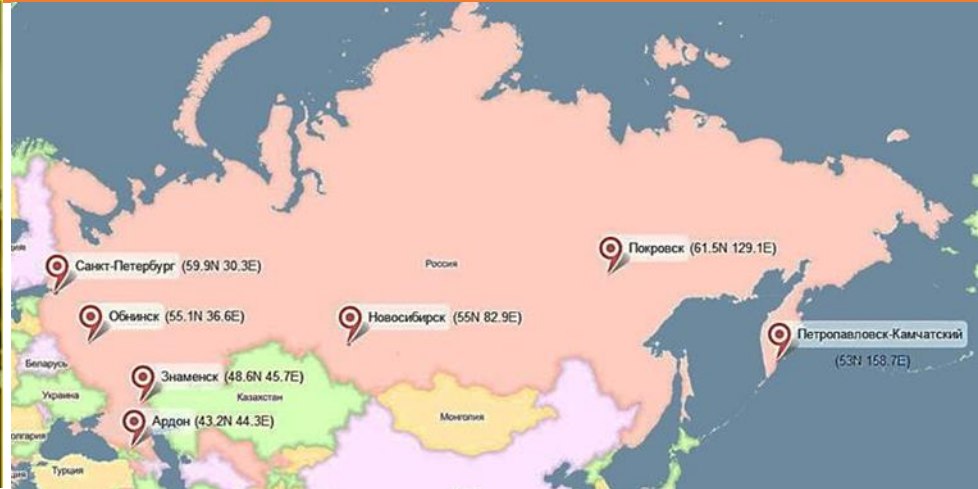 Покровск (61.5N 129.1E)
Россия
Санкт-Петербург (59.9N 30.3E)
Обнинск (55.1N 36.6E)
Новосибирск (55N 82.9E)
Петропавловск-Камчатский
(53N 158.7E)
Беларусь
Знаменск (48.6N 45.7E)
Украина
Казахстан
Монголия
Ардон (43.2N 44.3E)
Турция